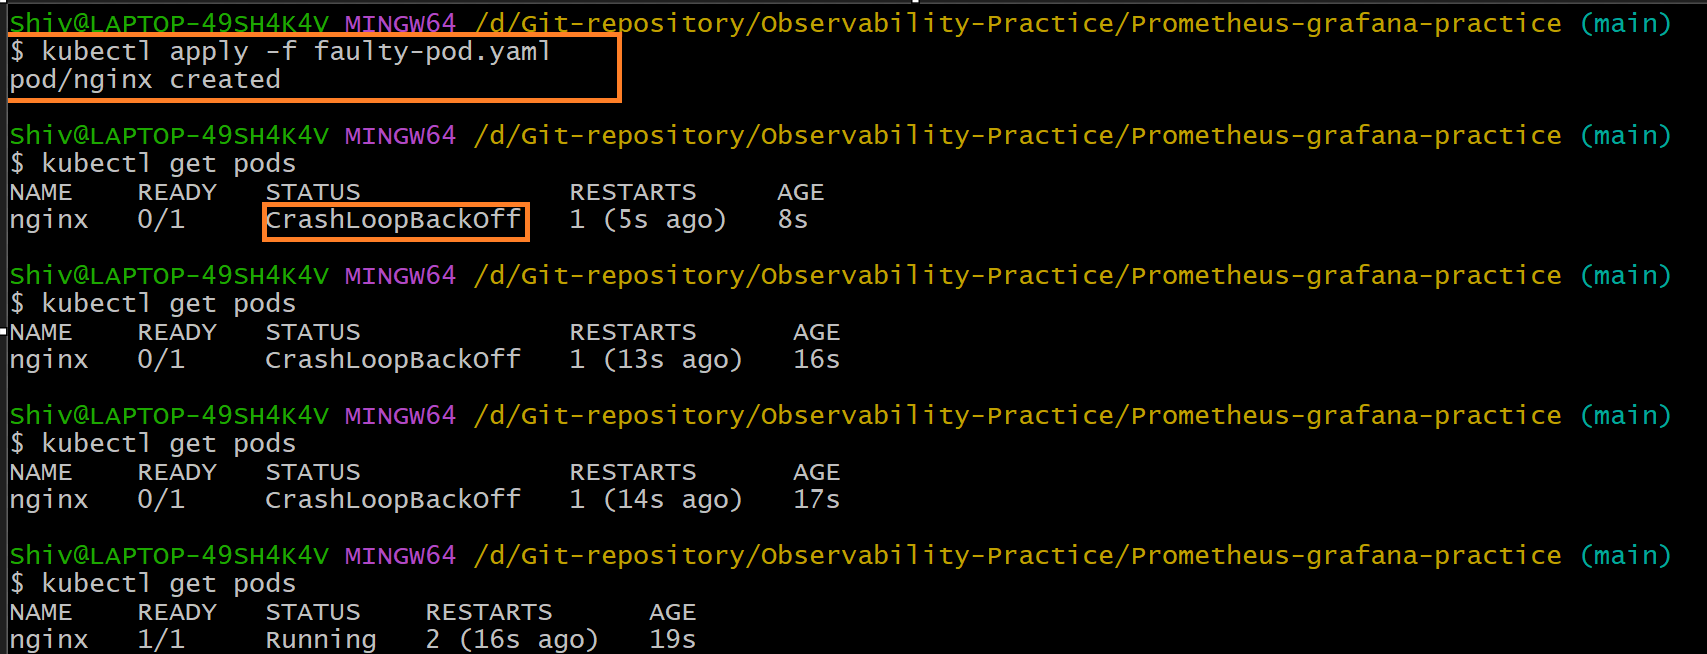 Shiv@LAPTOP-49SH4K4V MINGW64 /d/Git-repository/Observability-Practice/Prometheus-grafana-practice (main)
$ kubectl apply -f faulty-pod.yaml
pod/nginx created
Shiv@LAPTOP-49SH4K4V MINGW64 /d/Git-repository/Observability-Practice/Prometheus-grafana-practice (main)
$ kubectl get pods
NAME READY STATUS RESTARTS AGE
nginx 0/1 CrashLoopBackOff 1 (5s ago) 8s
Shiv@LAPTOP-49SH4K4V MINGW64 /d/Git-repository/Observability-Practice/Prometheus-grafana-practice (main)
$ kubectl get pods
NAME READY STATUS RESTARTS AGE
nginx 0/1 CrashLoopBackOff 1 (13s ago) 16s
Shiv@LAPTOP-49SH4K4V MINGW64 /d/Git-repository/Observability-Practice/Prometheus-grafana-practice (main)
$ kubectl get pods
NAME READY STATUS RESTARTS AGE
nginx 0/1 CrashLoopBackOff 1 (14s ago) 17s
Shiv@LAPTOP-49SH4K4V MINGW64 /d/Git-repository/Observability-Practice/Prometheus-grafana-practice (main)
$ kubectl get pods
NAME READY STATUS RESTARTS AGE
nginx 1/1 Running 2 (16s ago) 19s